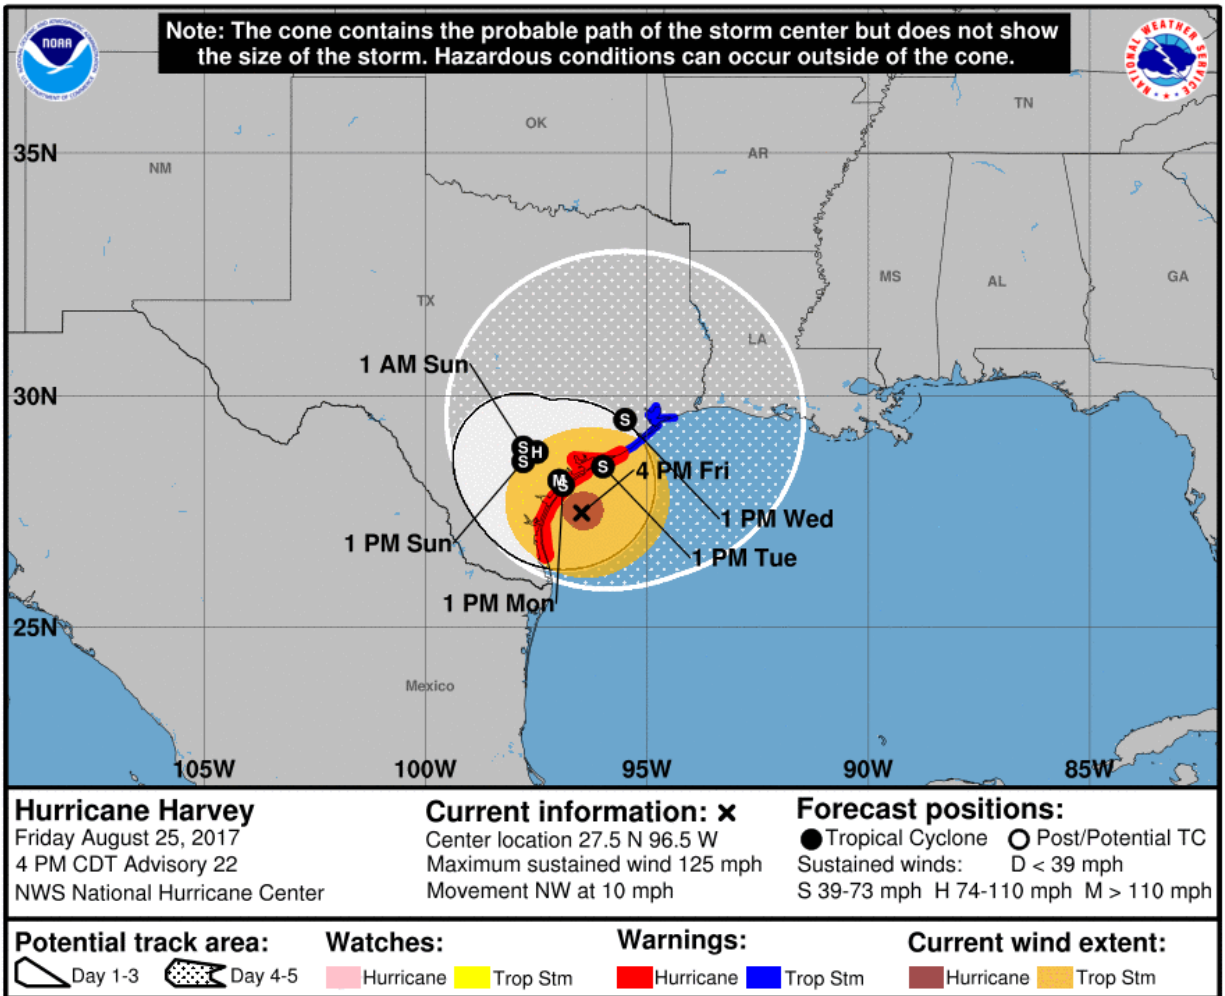 Note: The cone contains the probable path of the storm center but does not show
the size of the storm. Hazardous conditions can occur outside of the cone.
NOAA
NATIONAL WEATHER SERVICE
TN
OK
35N
AR
NM
MS
AL
GA
TX
LA
1 AM Sun
30N
S
S H
S
S
M
S
4 PM Fri
1 PM Wed
1 PM Sun
1 PM Tue
1 PM Mon
25N
Mexico
105W 100W 95W 90W 85W
Hurricane Harvey
Friday August 25, 2017
4 PM CDT Advisory 22
NWS National Hurricane Center
Current information: x
Center location 27.5 N 96.5 W
Maximum sustained wind 125 mph
Movement NW at 10 mph
Forecast positions:
Tropical Cyclone Post/Potential TC
Sustained winds: D < 39 mph
S 39-73 mph H 74-110 mph M > 110 mph
Potential track area:
Day 1-3 Day 4-5
Watches:
Hurricane Trop Stm
Warnings:
Hurricane Trop Stm
Current wind extent:
Hurricane Trop Stm